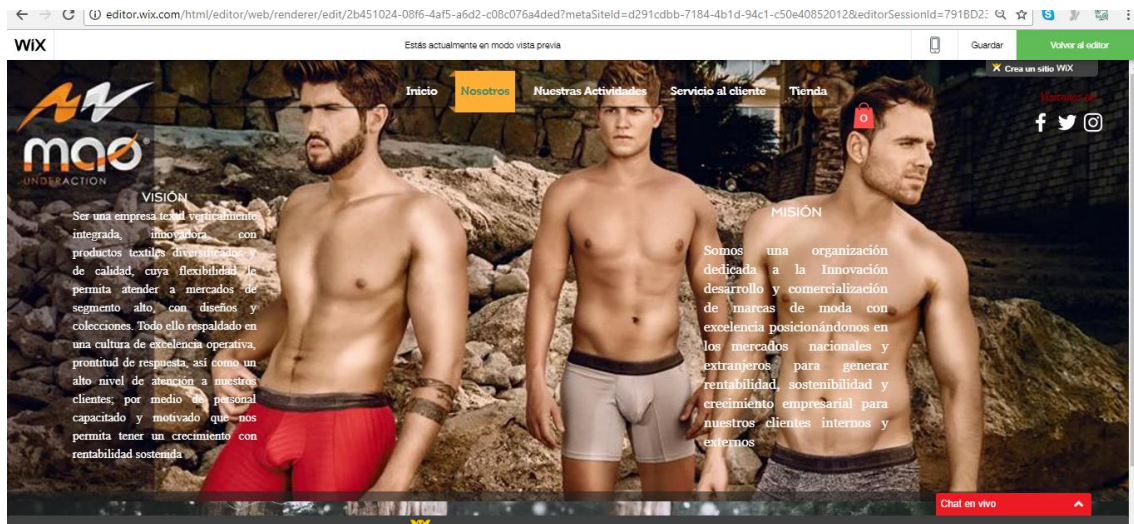 editor.wix.com/html/editor/web/renderer/edit/2b451024-08f6-4af5-a6d2-c08c076a4ded?metaSiteId=d291cdbb-7184-4b1d-94c1-c50e40852012&editorSessionId=791BD23
WiX
Estás actualmente en modo vista previa
Guardar
Volver al editor
Crea un sitio WiX
Inicio
Nosotros
Nuestras Actividades
Servicio al cliente
Tienda
0
mao
UNDERACTION
VISIÓN
Ser una empresa textil verticalmente
integrada, innovadora con
productos textiles diversificados y
de calidad, cuya flexibilidad le
permita atender a mercados de
segmento alto, con diseños y
colecciones. Todo ello respaldado en
una cultura de excelencia operativa,
prontitud de respuesta, así como un
alto nivel de atención a nuestros
clientes; por medio de personal
capacitado y motivado que nos
permita tener un crecimiento con
rentabilidad sostenida
MISIÓN
Somos una organización
dedicada a la Innovación
desarrollo y comercialización
de marcas de moda con
excelencia posicionándonos en
los mercados nacionales y
extranjeros para generar
rentabilidad, sostenibilidad y
crecimiento empresarial para
nuestros clientes internos y
externos
Chat en vivo